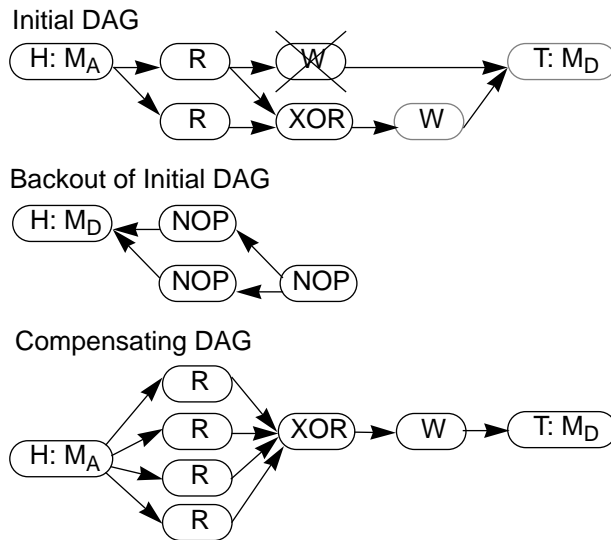 Initial DAG
H: M_A R W T: M_D
R XOR W
Backout of Initial DAG
H: M_D NOP
NOP NOP
Compensating DAG
R
R XOR W T: M_D
H: M_A
R
R